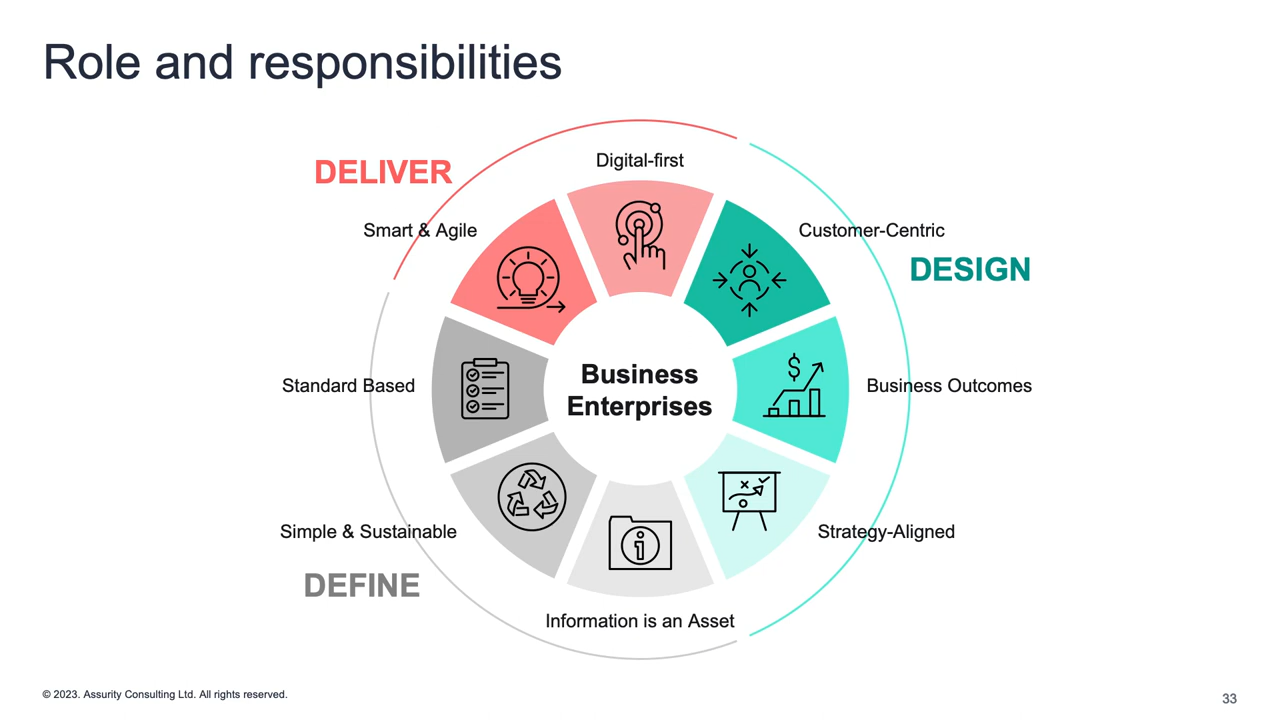 Role and responsibilities
DELIVER
Digital-first
Smart & Agile
Customer-Centric
DESIGN
Standard Based
Business
Enterprises
Business Outcomes
Simple & Sustainable
Strategy-Aligned
DEFINE
Information is an Asset
© 2023. Assurity Consulting Ltd. All rights reserved.
33